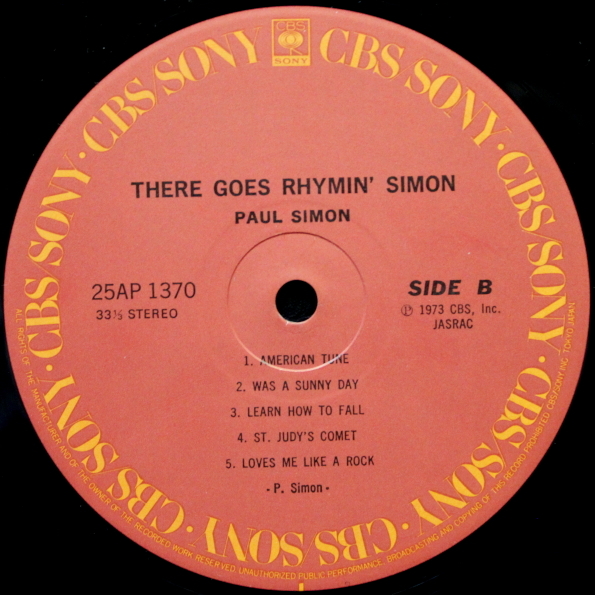 CBS
SONY
CBS/SONY · CBS/SONY · CBS/SONY · CBS/SONY · CBS/SONY · CBS/SONY · CBS/SONY · CBS/SONY
THERE GOES RHYMIN' SIMON
PAUL SIMON
25AP 1370
33⅓ STEREO
SIDE B
Ⓟ 1973 CBS, Inc.
JASRAC
1. AMERICAN TUNE
2. WAS A SUNNY DAY
3. LEARN HOW TO FALL
4. ST. JUDY'S COMET
5. LOVES ME LIKE A ROCK
- P. Simon -
ALL RIGHTS OF THE MANUFACTURER AND OF THE OWNER OF THE RECORDED WORK RESERVED. UNAUTHORIZED PUBLIC PERFORMANCE, BROADCASTING AND COPYING OF THIS RECORD PROHIBITED. CBS/SONY INC. TOKYO JAPAN